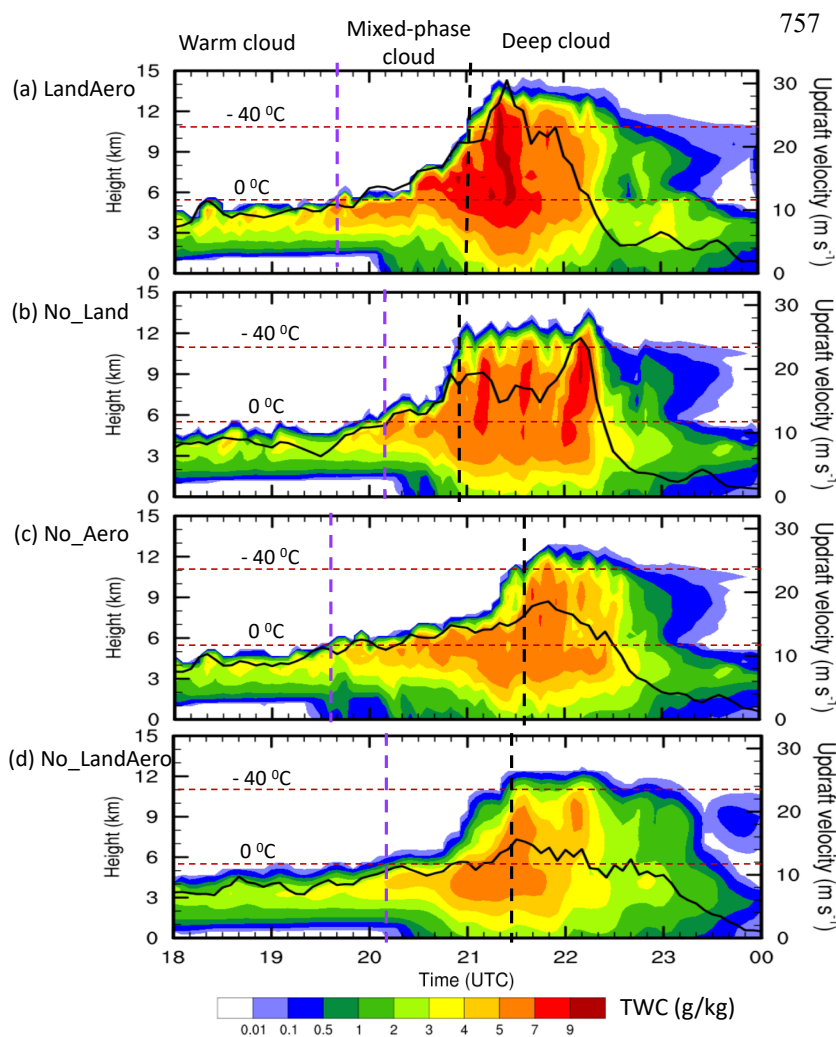 757
Warm cloud
Mixed-phase
cloud
Deep cloud
(a) LandAero
15
12
9
6
3
0
Height (km)
- 40 ⁰C
0 ⁰C
30
20
10
0
Updraft velocity (m s⁻¹)
(b) No_Land
15
12
9
6
3
0
Height (km)
- 40 ⁰C
0 ⁰C
30
20
10
0
Updraft velocity (m s⁻¹)
(c) No_Aero
15
12
9
6
3
0
Height (km)
- 40 ⁰C
0 ⁰C
30
20
10
0
Updraft velocity (m s⁻¹)
(d) No_LandAero
15
12
9
6
3
0
Height (km)
- 40 ⁰C
0 ⁰C
30
20
10
0
Updraft velocity (m s⁻¹)
18 19 20 21 22 23 00
Time (UTC)
TWC (g/kg)
0.01 0.1 0.5 1 2 3 4 5 7 9